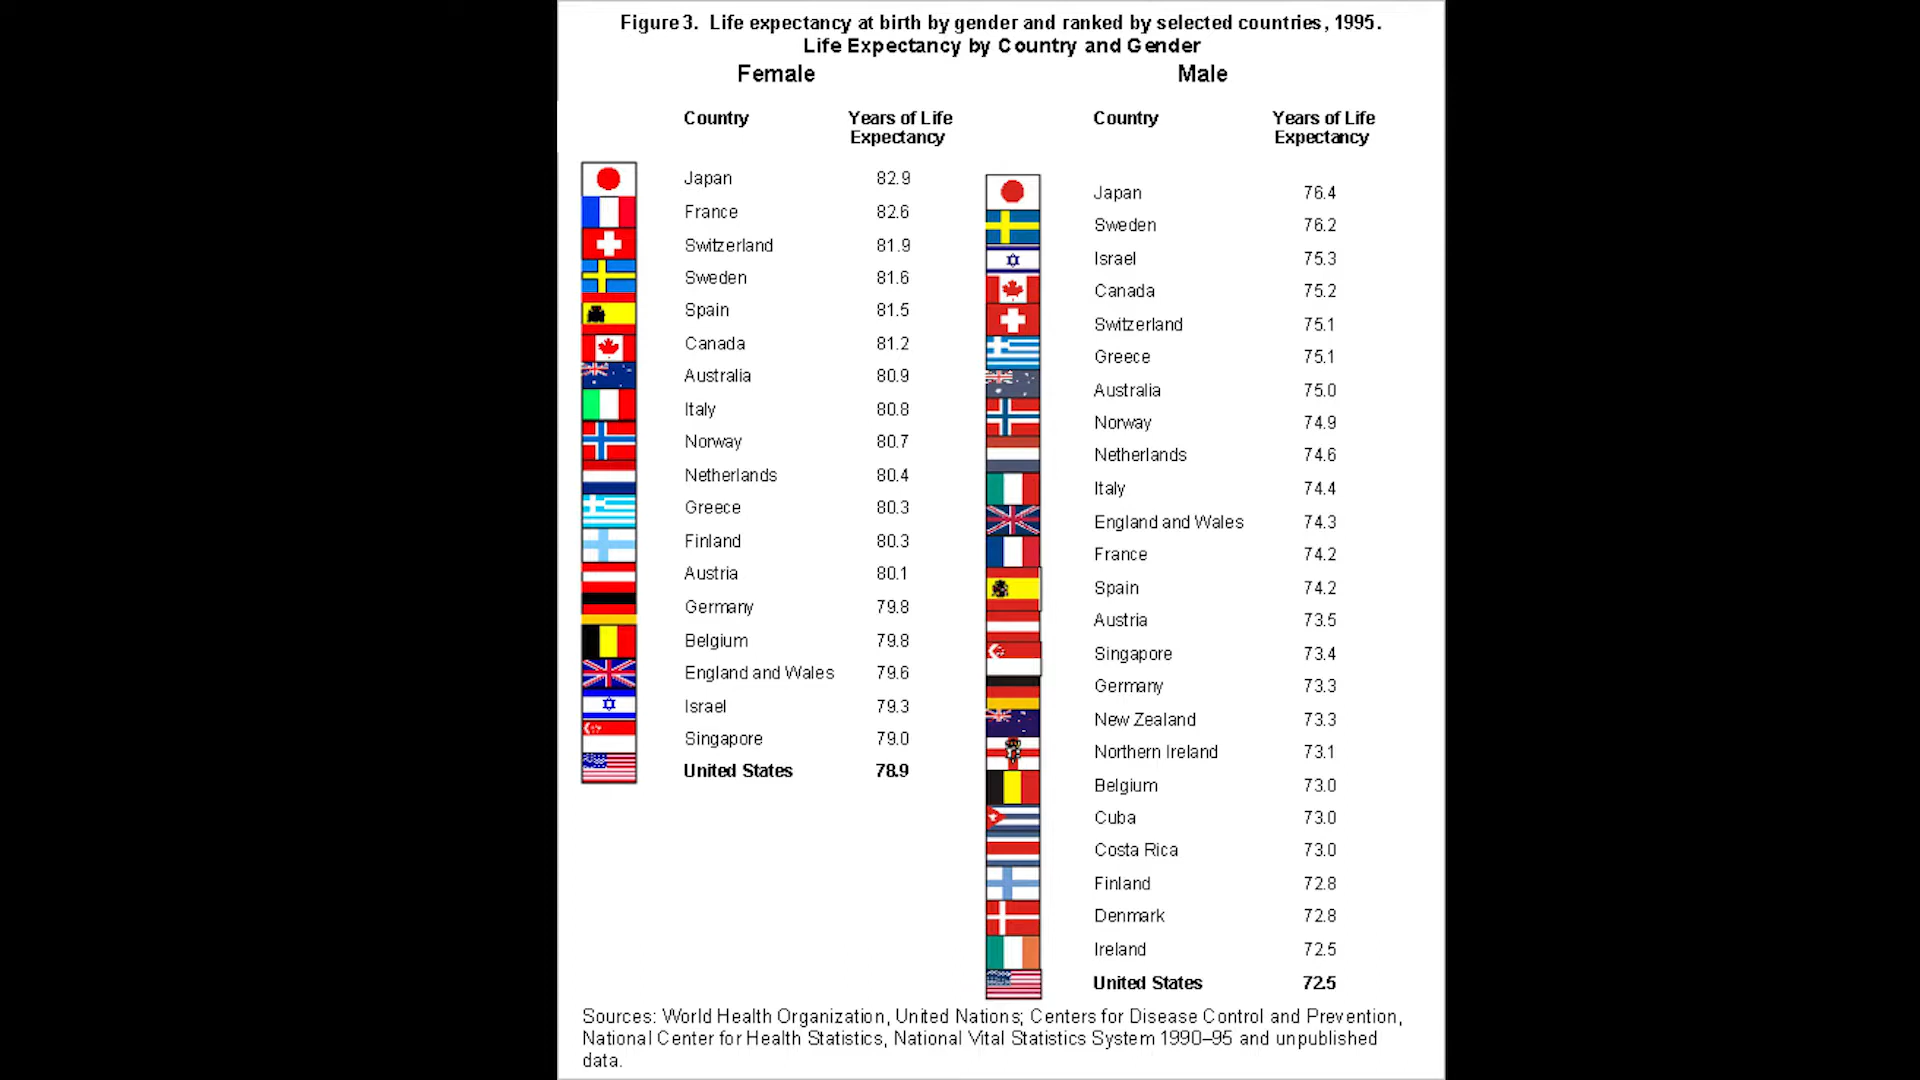 Figure 3. Life expectancy at birth by gender and ranked by selected countries, 1995.
Life Expectancy by Country and Gender
Female
Country Years of Life Expectancy
Japan 82.9
France 82.6
Switzerland 81.9
Sweden 81.6
Spain 81.5
Canada 81.2
Australia 80.9
Italy 80.8
Norway 80.7
Netherlands 80.4
Greece 80.3
Finland 80.3
Austria 80.1
Germany 79.8
Belgium 79.8
England and Wales 79.6
Israel 79.3
Singapore 79.0
United States 78.9
Male
Country Years of Life Expectancy
Japan 76.4
Sweden 76.2
Israel 75.3
Canada 75.2
Switzerland 75.1
Greece 75.1
Australia 75.0
Norway 74.9
Netherlands 74.6
Italy 74.4
England and Wales 74.3
France 74.2
Spain 74.2
Austria 73.5
Singapore 73.4
Germany 73.3
New Zealand 73.3
Northern Ireland 73.1
Belgium 73.0
Cuba 73.0
Costa Rica 73.0
Finland 72.8
Denmark 72.8
Ireland 72.5
United States 72.5
Sources: World Health Organization, United Nations; Centers for Disease Control and Prevention,
National Center for Health Statistics, National Vital Statistics System 1990–95 and unpublished
data.